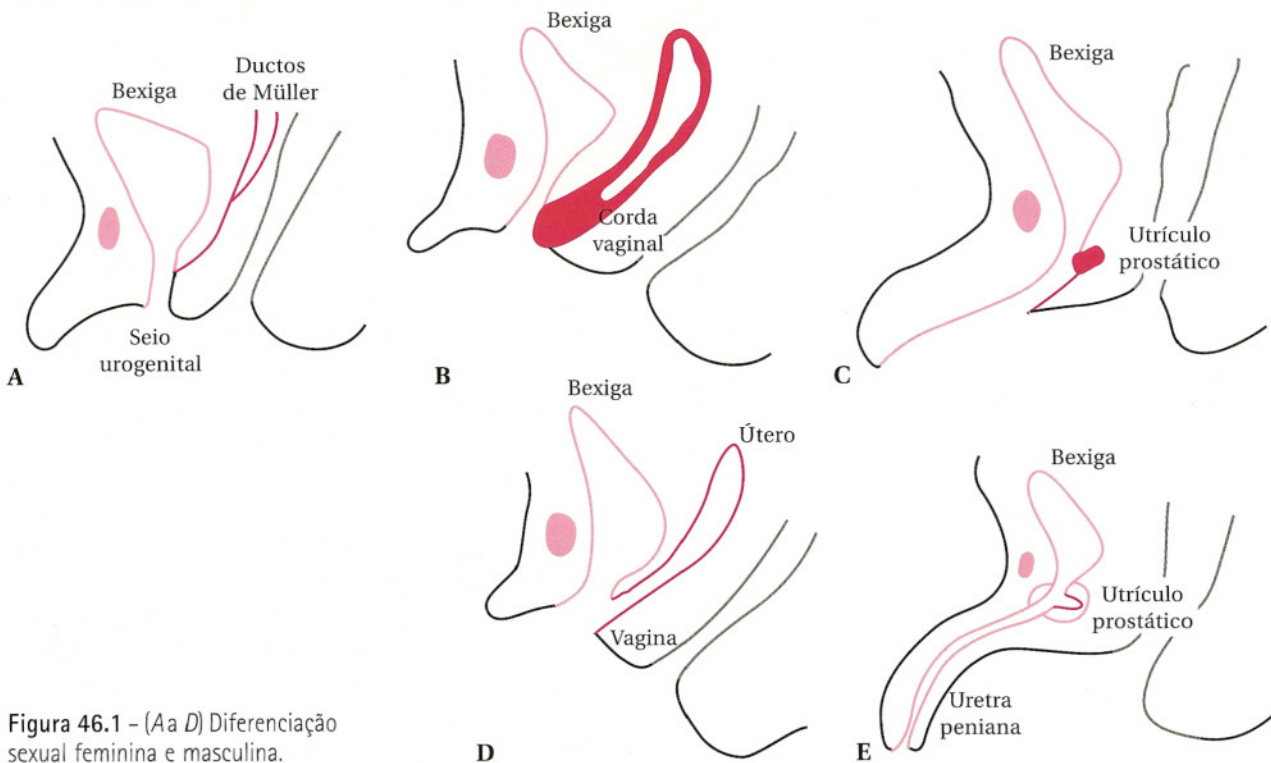 Bexiga
Ductos
de Müller
Seio
urogenital
A
Bexiga
Corda
vaginal
B
Bexiga
Utrículo
prostático
C
Bexiga
Útero
Vagina
D
Bexiga
Utrículo
prostático
Uretra
peniana
E
Figura 46.1 – (A a D) Diferenciação
sexual feminina e masculina.